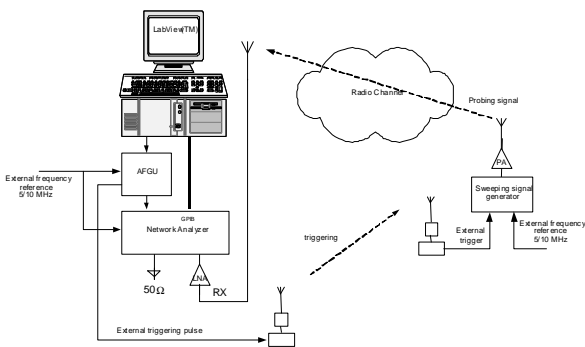 LabView(TM)
Radio Channel
Probing signal
PA
Sweeping signal
generator
External frequency
reference
5/10 MHz
AFGU
GPIB
Network Analyzer
External frequency
reference
5/10 MHz
External
trigger
triggering
50Ω
LNA
RX
External triggering pulse